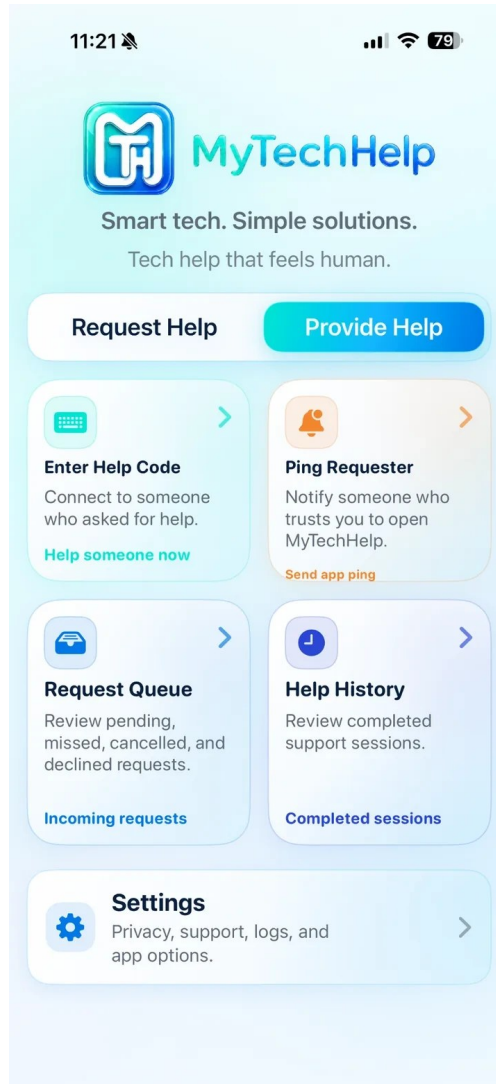 11:21
79
MTH
MyTechHelp
Smart tech. Simple solutions.
Tech help that feels human.
Request Help
Provide Help
Enter Help Code
Connect to someone
who asked for help.
Help someone now
Ping Requester
Notify someone who
trusts you to open
MyTechHelp.
Send app ping
Request Queue
Review pending,
missed, cancelled, and
declined requests.
Incoming requests
Help History
Review completed
support sessions.
Completed sessions
Settings
Privacy, support, logs, and
app options.